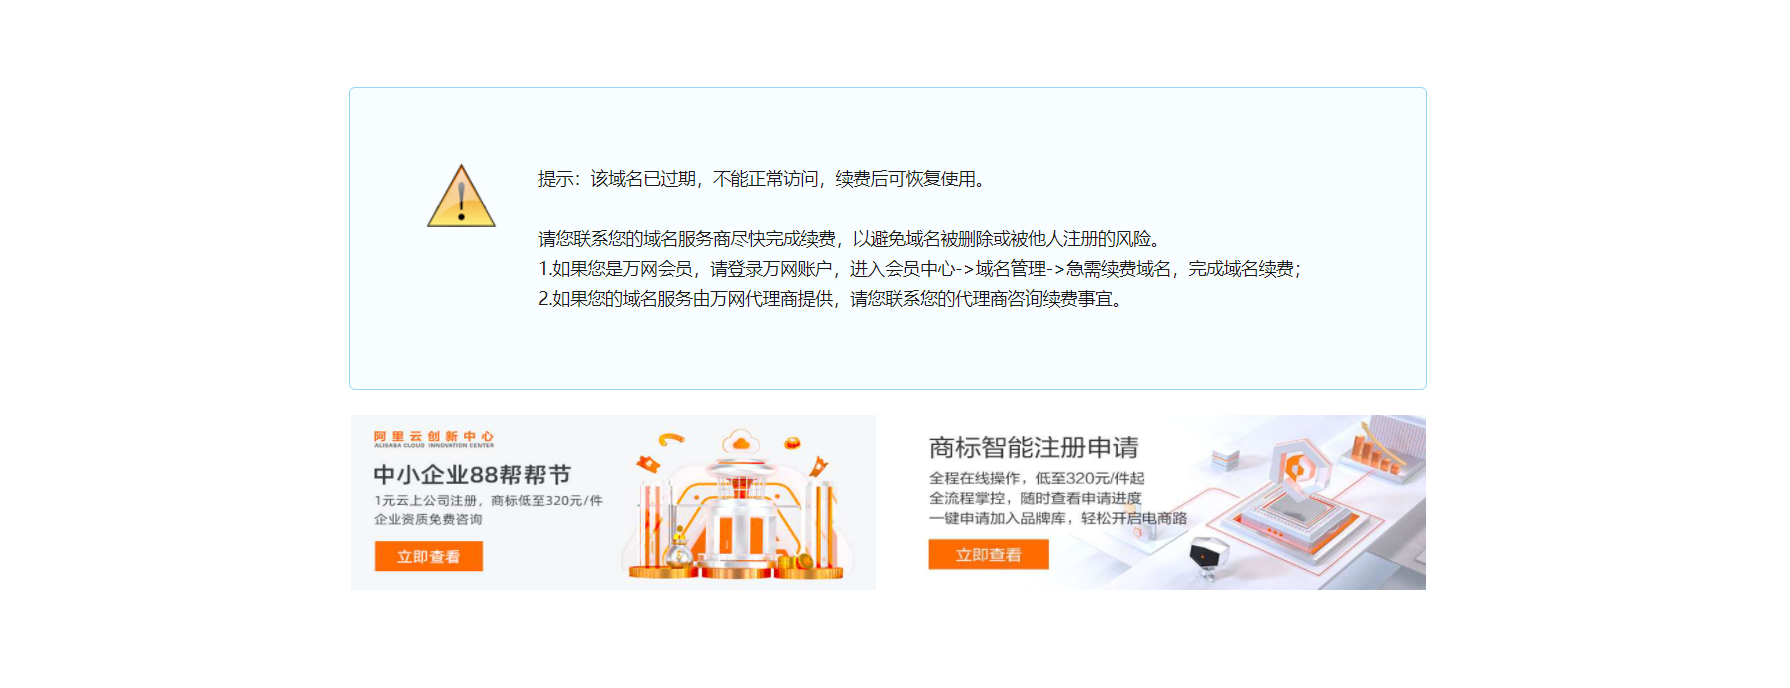 提示：该域名已过期，不能正常访问，续费后可恢复使用。
请您联系您的域名服务商尽快完成续费，以避免域名被删除或被他人注册的风险。
1.如果您是万网会员，请登录万网账户，进入会员中心->域名管理->急需续费域名，完成域名续费；
2.如果您的域名服务由万网代理商提供，请您联系您的代理商咨询续费事宜。
阿里云创新中心
ALIBABA CLOUD INNOVATION CENTER
中小企业88帮帮节
1元云上公司注册，商标低至320元/件
企业资质免费咨询
立即查看
商标智能注册申请
全程在线操作，低至320元/件起
全流程掌控，随时查看申请进度
一键申请加入品牌库，轻松开启电商路
立即查看